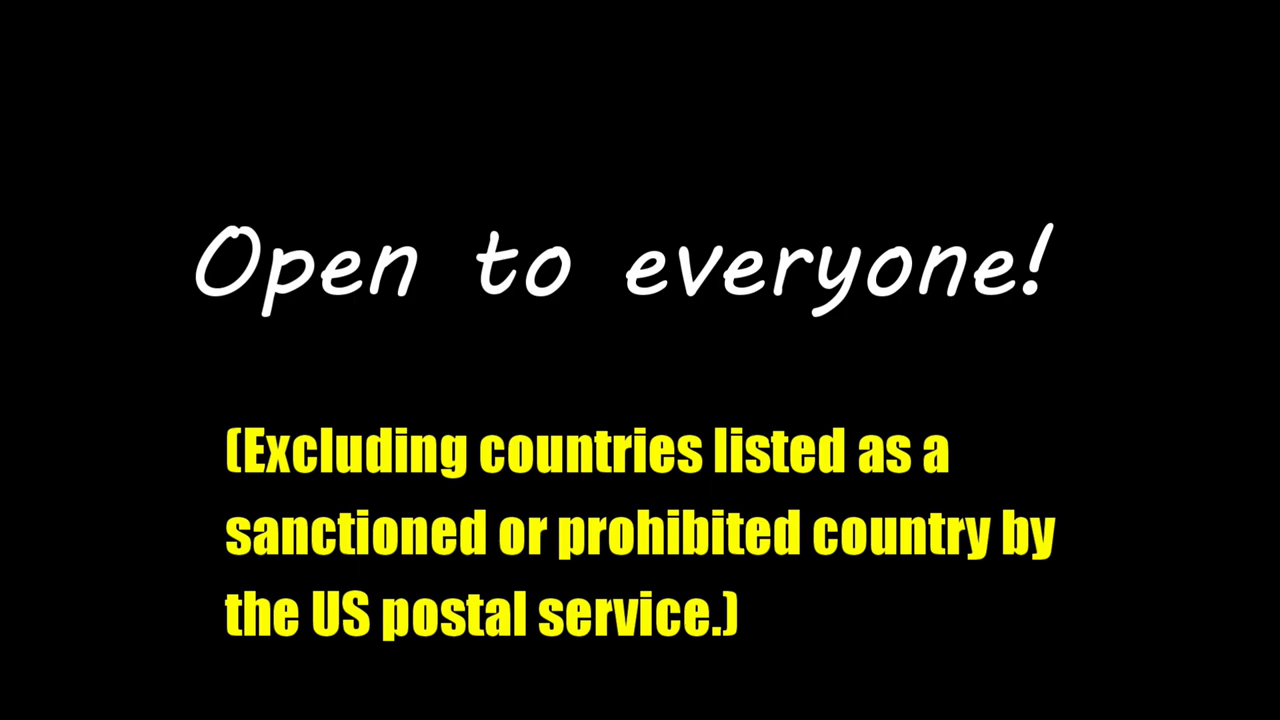 Open to everyone!
(Excluding countries listed as a
sanctioned or prohibited country by
the US postal service.)